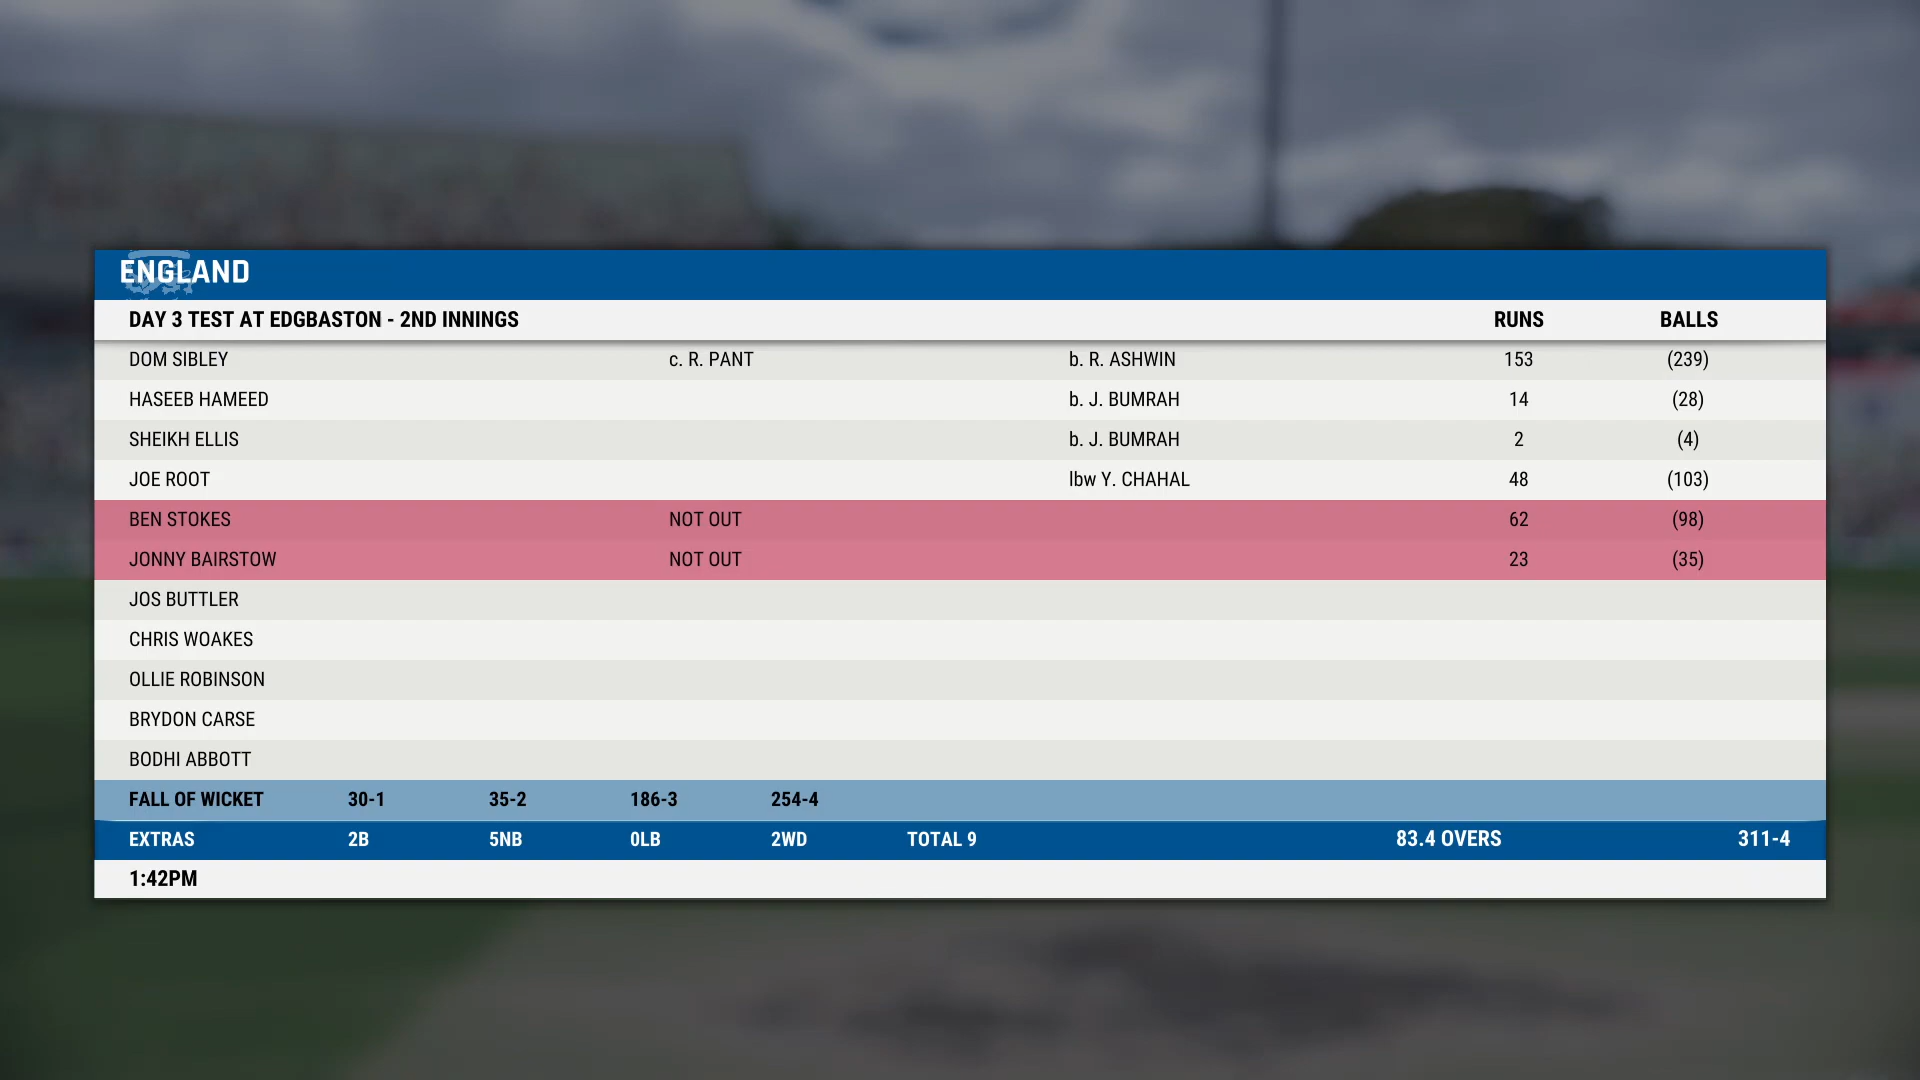 ENGLAND
DAY 3 TEST AT EDGBASTON - 2ND INNINGS RUNS BALLS
DOM SIBLEY c. R. PANT b. R. ASHWIN 153 (239)
HASEEB HAMEED b. J. BUMRAH 14 (28)
SHEIKH ELLIS b. J. BUMRAH 2 (4)
JOE ROOT lbw Y. CHAHAL 48 (103)
BEN STOKES NOT OUT 62 (98)
JONNY BAIRSTOW NOT OUT 23 (35)
JOS BUTTLER
CHRIS WOAKES
OLLIE ROBINSON
BRYDON CARSE
BODHI ABBOTT
FALL OF WICKET 30-1 35-2 186-3 254-4
EXTRAS 2B 5NB 0LB 2WD TOTAL 9 83.4 OVERS 311-4
1:42PM